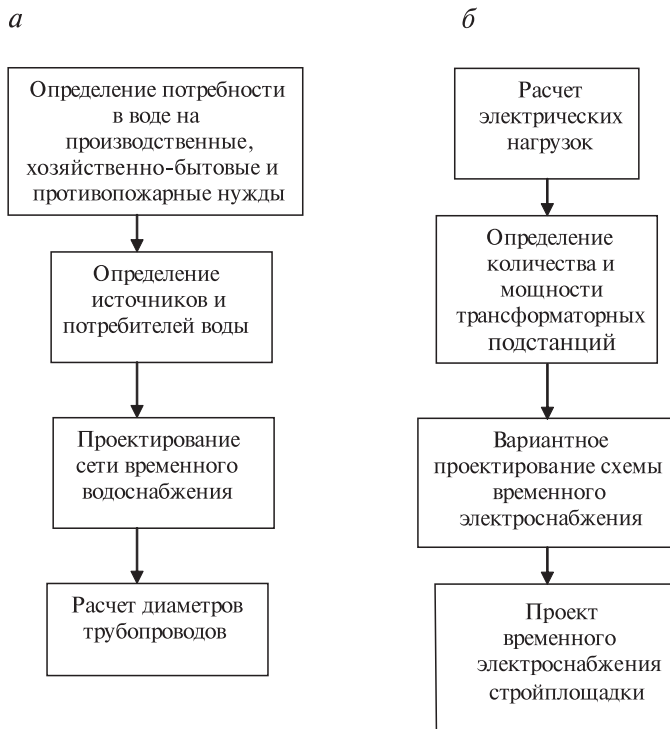 а
Определение потребности
в воде на
производственные,
хозяйственно-бытовые и
противопожарные нужды
Определение
источников и
потребителей воды
Проектирование
сети временного
водоснабжения
Расчет диаметров
трубопроводов
б
Расчет
электрических
нагрузок
Определение
количества и
мощности
трансформаторных
подстанций
Вариантное
проектирование схемы
временного
электроснабжения
Проект
временного
электроснабжения
стройплощадки